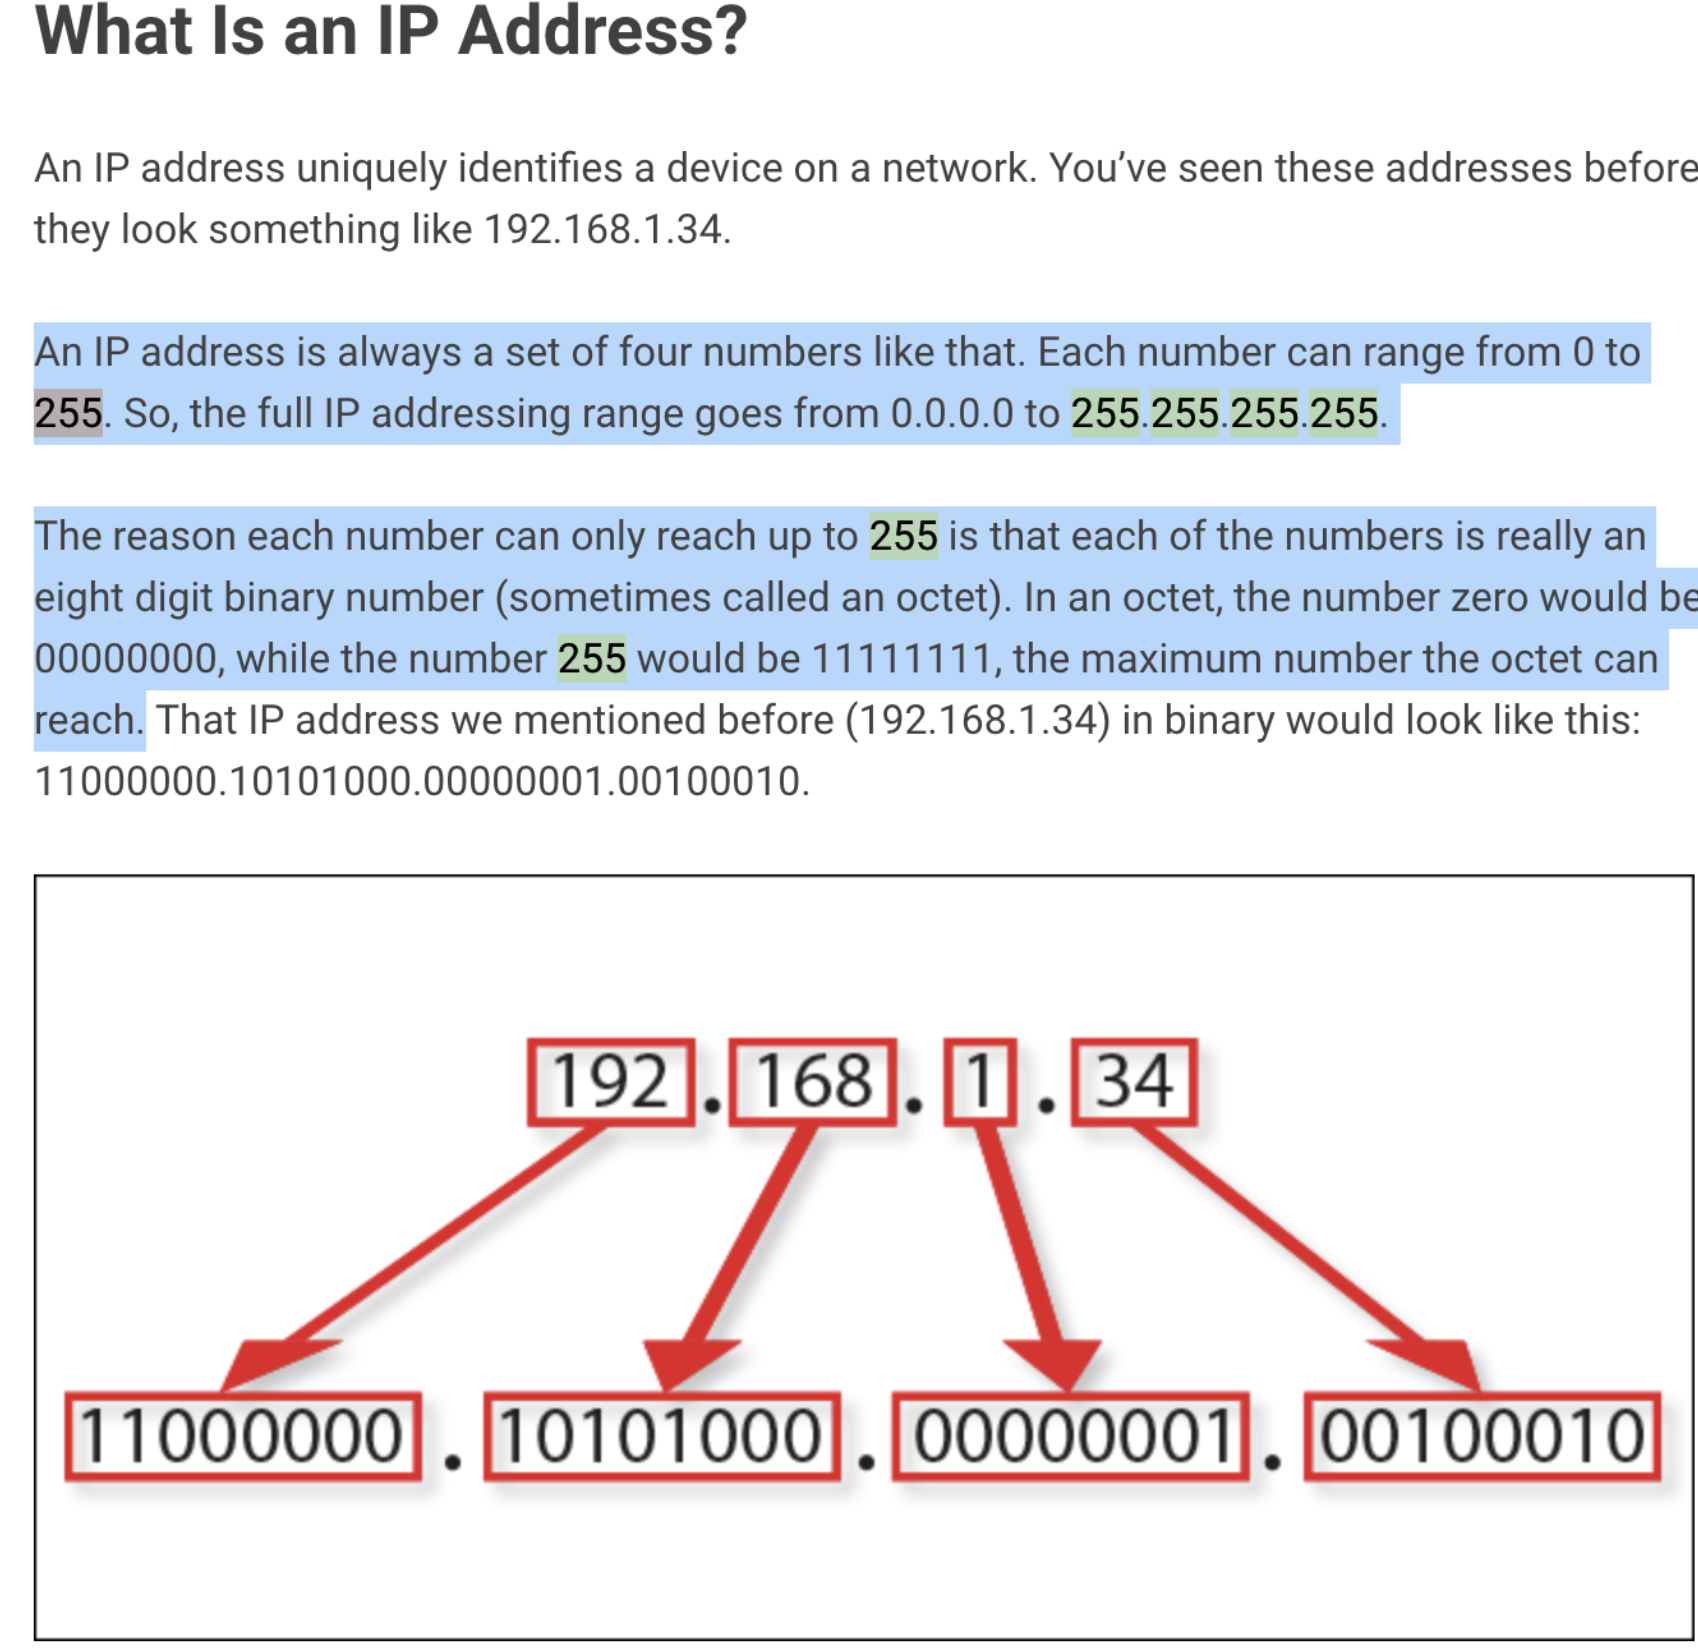 What Is an IP Address?
An IP address uniquely identifies a device on a network. You’ve seen these addresses before
they look something like 192.168.1.34.
An IP address is always a set of four numbers like that. Each number can range from 0 to
255. So, the full IP addressing range goes from 0.0.0.0 to 255.255.255.255.
The reason each number can only reach up to 255 is that each of the numbers is really an
eight digit binary number (sometimes called an octet). In an octet, the number zero would be
00000000, while the number 255 would be 11111111, the maximum number the octet can
reach. That IP address we mentioned before (192.168.1.34) in binary would look like this:
11000000.10101000.00000001.00100010.
192 . 168 . 1 . 34
11000000 . 10101000 . 00000001 . 00100010